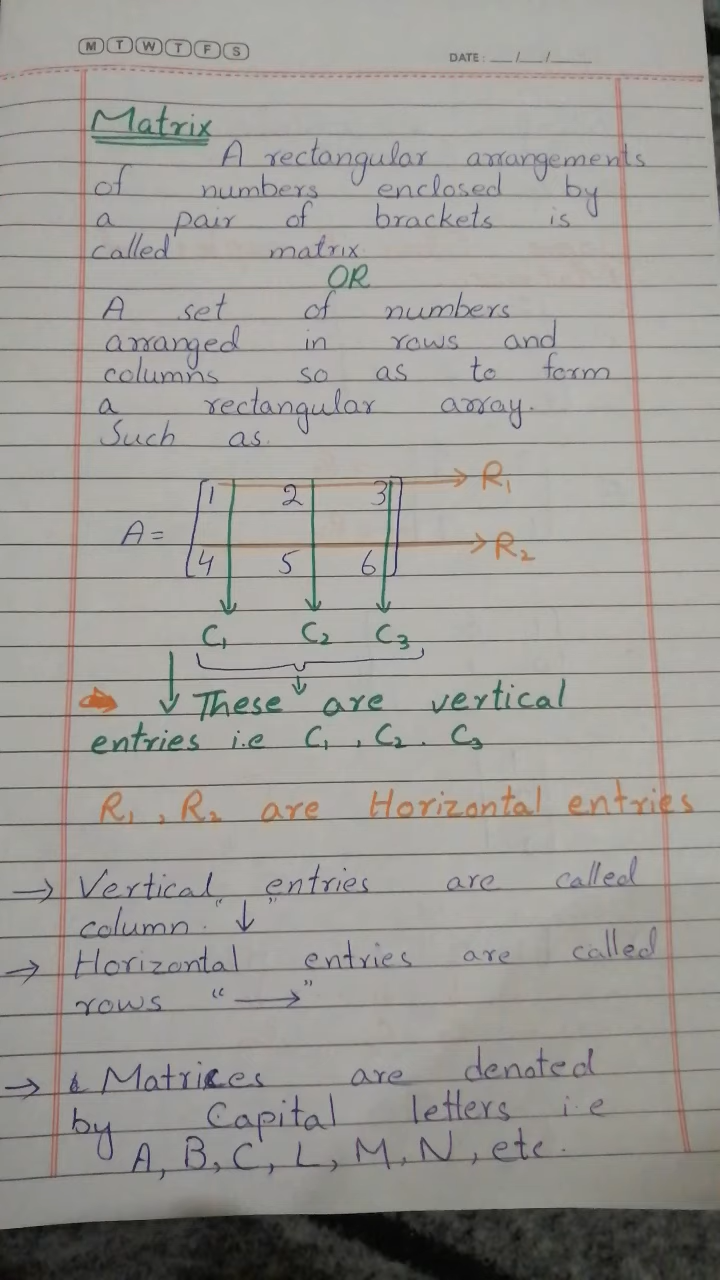 M T W T F S
DATE: __/__/____
Matrix
A rectangular arrangements
of numbers enclosed by
a pair of brackets is
called matrix
OR
A set of numbers
arranged in rows and
columns so as to form
a rectangular array.
Such as.
1 2 3 → R₁
A =
4 5 6 → R₂
C₁ C₂ C₃
↓ These are vertical
entries i.e C₁, C₂. C₃
R₁, R₂ are Horizontal entries
→ Vertical entries are called
column. "↓"
→ Horizontal entries are called
rows "→"
→ Matrices are denoted
by Capital letters i.e
A, B, C, L, M, N, etc.